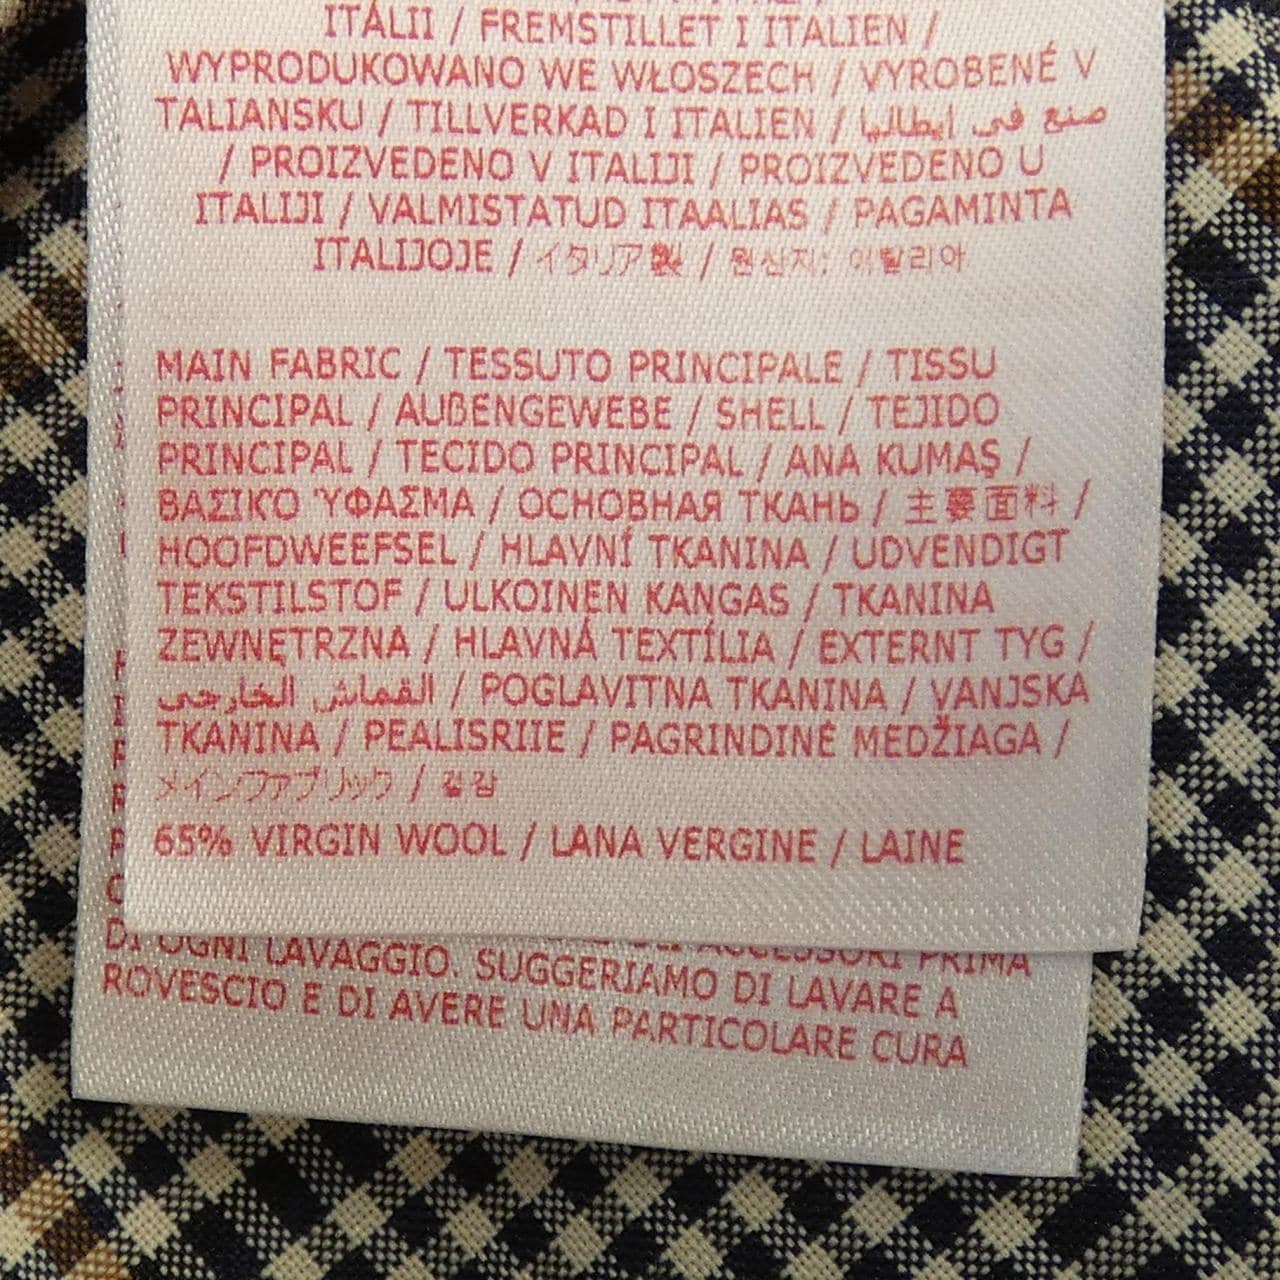 ITÁLII / FREMSTILLET I ITALIEN /
WYPRODUKOWANO WE WŁOSZECH / VYROBENÉ V
TALIANSKU / TILLVERKAD I ITALIEN / صنع في إيطاليا
/ PROIZVEDENO V ITALIJI / PROIZVEDENO U
ITALIJI / VALMISTATUD ITAALIAS / PAGAMINTA
ITALIJOJE / イタリア製 / 원산지: 이탈리아
MAIN FABRIC / TESSUTO PRINCIPALE / TISSU
PRINCIPAL / AUßENGEWEBE / SHELL / TEJIDO
PRINCIPAL / TECIDO PRINCIPAL / ANA KUMAŞ /
ΒΑΣΙΚΟ ΎΦΑΣΜΑ / ОСНОВНАЯ ТКАНЬ / 主要面料 /
HOOFDWEEFSEL / HLAVNÍ TKANINA / UDVENDIGT
TEKSTILSTOF / ULKOINEN KANGAS / TKANINA
ZEWNĘTRZNA / HLAVNÁ TEXTÍLIA / EXTERNT TYG /
القماش الخارجي / POGLAVITNA TKANINA / VANJSKA
TKANINA / PEALISRIIE / PAGRINDINĖ MEDŽIAGA /
メインファブリック / 겉감
65% VIRGIN WOOL / LANA VERGINE / LAINE
DI OGNI LAVAGGIO. SUGGERIAMO DI LAVARE A
ROVESCIO E DI AVERE UNA PARTICOLARE CURA